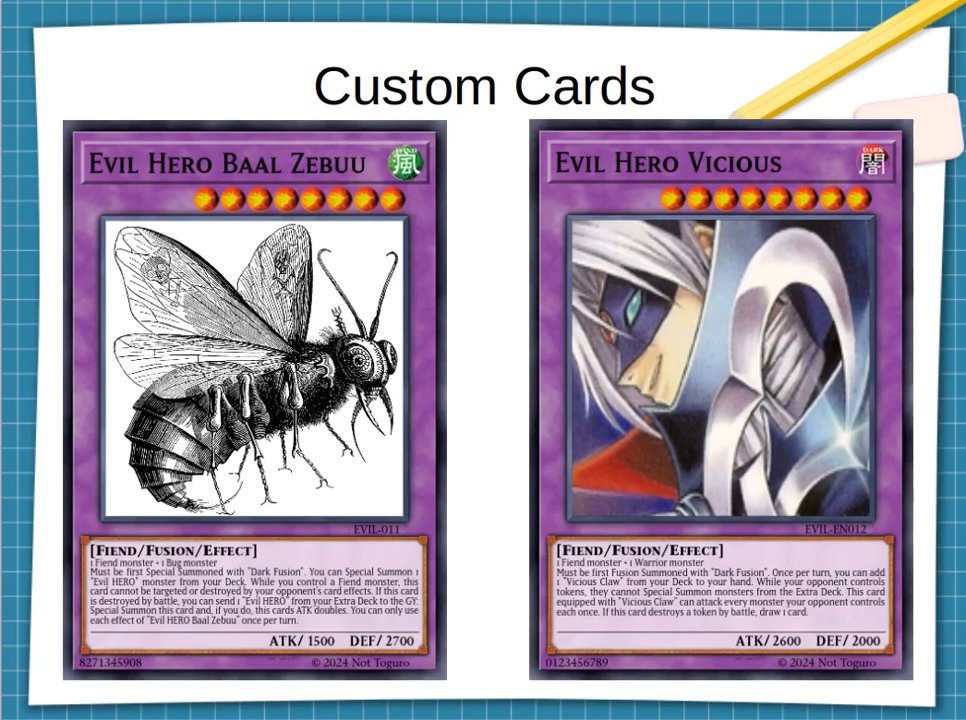 Custom Cards
EVIL HERO BAAL ZEBUU
WIND
風
EVIL-011
[FIEND/FUSION/EFFECT]
1 Fiend monster + 1 Bug monster
Must be first Special Summoned with "Dark Fusion". You can Special Summon 1
"Evil HERO" monster from your Deck. While you control a Fiend monster, this
card cannot be targeted or destroyed by your opponent's card effects. If this card
is destroyed by battle, you can send 1 "Evil HERO" from your Extra Deck to the GY:
Special Summon this card and, if you do, this cards ATK doubles. You can only use
each effect of "Evil HERO Baal Zebuu" once per turn.
ATK/ 1500 DEF/ 2700
8271345908 © 2024 Not Toguro
EVIL HERO VICIOUS
DARK
闇
EVIL-EN012
[FIEND/FUSION/EFFECT]
1 Fiend monster + 1 Warrior monster
Must be first Fusion Summoned with "Dark Fusion". Once per turn, you can add
1 "Vicious Claw" from your Deck to your hand. While your opponent controls
tokens, they cannot Special Summon monsters from the Extra Deck. This card
equipped with "Vicious Claw" can attack every monster your opponent controls
each once. If this card destroys a token by battle, draw 1 card.
ATK/ 2600 DEF/ 2000
0123456789 © 2024 Not Toguro